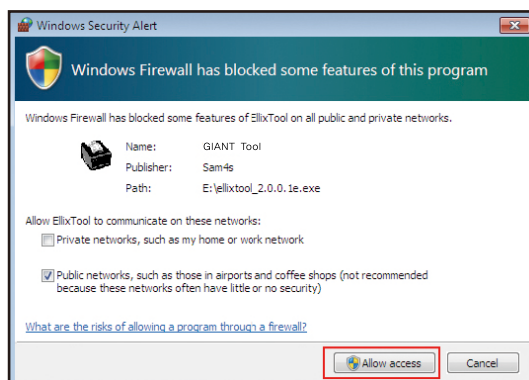 Windows Security Alert
Windows Firewall has blocked some features of this program
Windows Firewall has blocked some features of EllixTool on all public and private networks.
Name: GIANT Tool
Publisher: Sam4s
Path: E:\ellixtool_2.0.0.1e.exe
Allow EllixTool to communicate on these networks:
Private networks, such as my home or work network
Public networks, such as those in airports and coffee shops (not recommended
because these networks often have little or no security)
What are the risks of allowing a program through a firewall?
Allow access Cancel